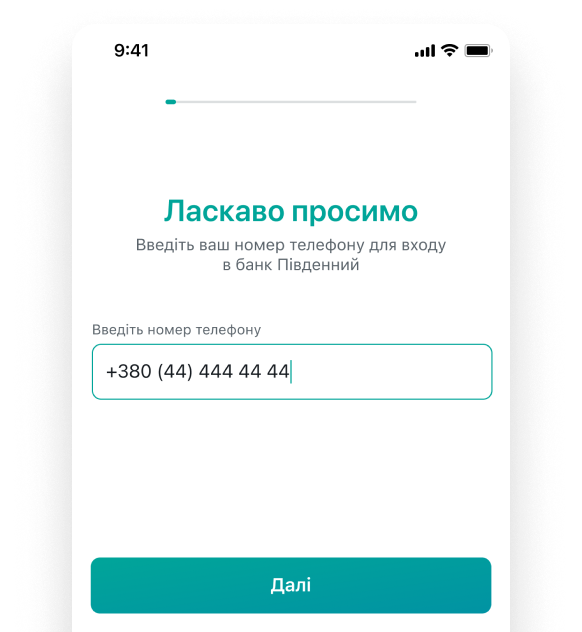 9:41
Ласкаво просимо
Введіть ваш номер телефону для входу
в банк Південний
Введіть номер телефону
+380 (44) 444 44 44
Далі